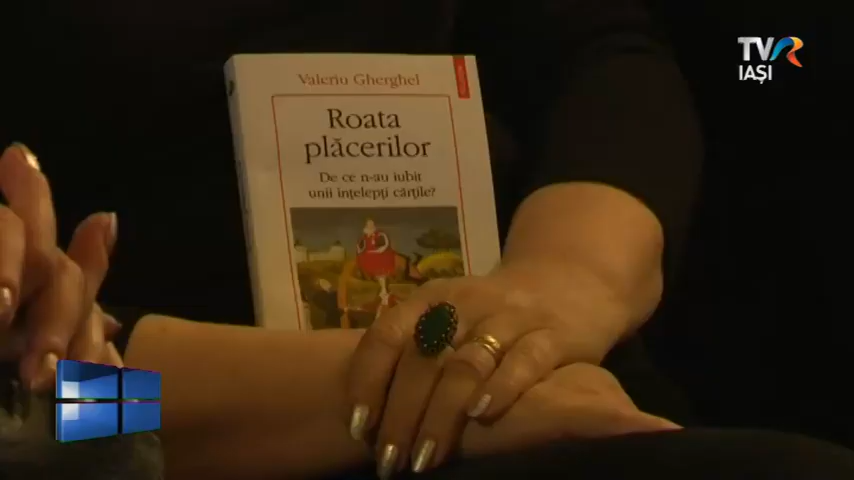 TVR
IAȘI
Valeriu Gherghel
Roata
plăcerilor
De ce n-au iubit
unii înțelepți cărțile?